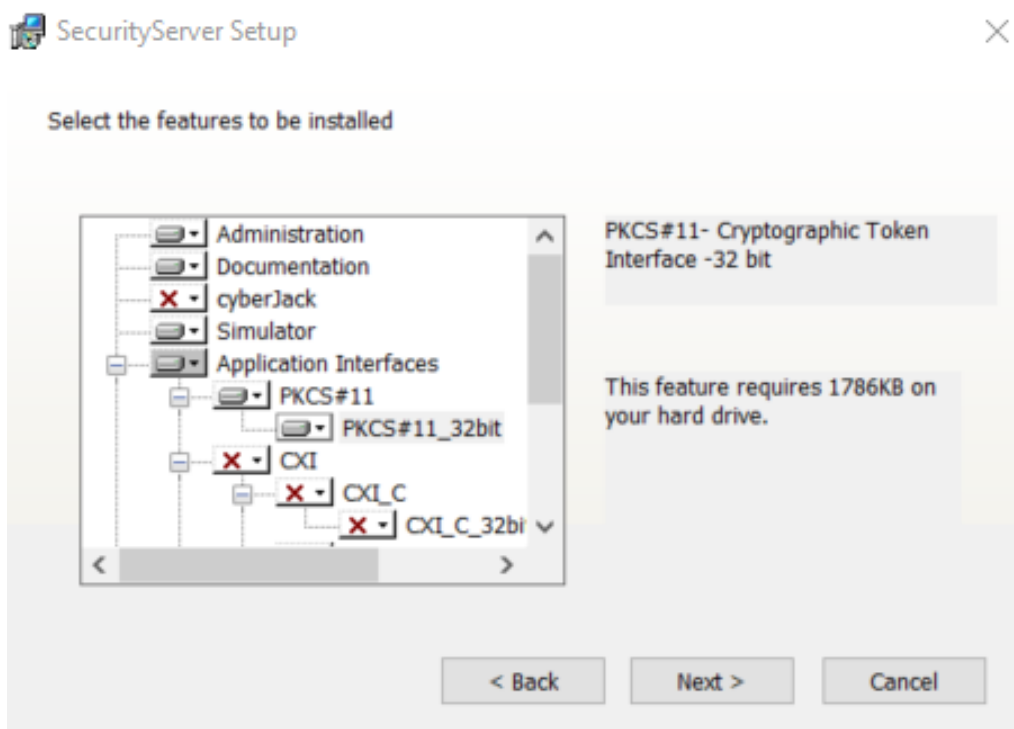 SecurityServer Setup
Select the features to be installed
Administration
Documentation
cyberJack
Simulator
Application Interfaces
PKCS#11
PKCS#11_32bit
CXI
CXI_C
CXI_C_32bi
PKCS#11- Cryptographic Token
Interface -32 bit
This feature requires 1786KB on
your hard drive.
< Back
Next >
Cancel